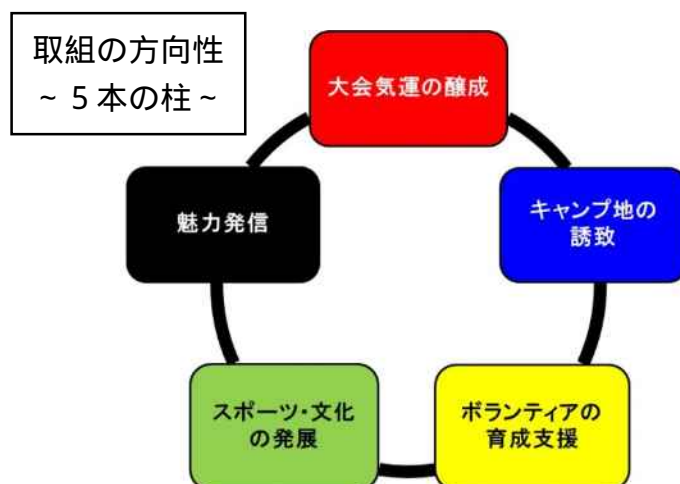 取組の方向性
~ 5本の柱 ~
大会気運の醸成
キャンプ地の
誘致
ボランティアの
育成支援
スポーツ・文化
の発展
魅力発信